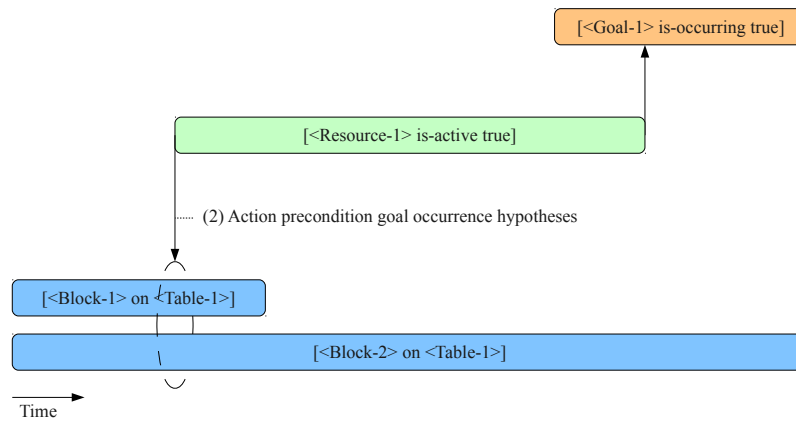 [<Goal-1> is-occurring true]
[<Resource-1> is-active true]
(2) Action precondition goal occurrence hypotheses
[<Block-1> on <Table-1>]
[<Block-2> on <Table-1>]
Time